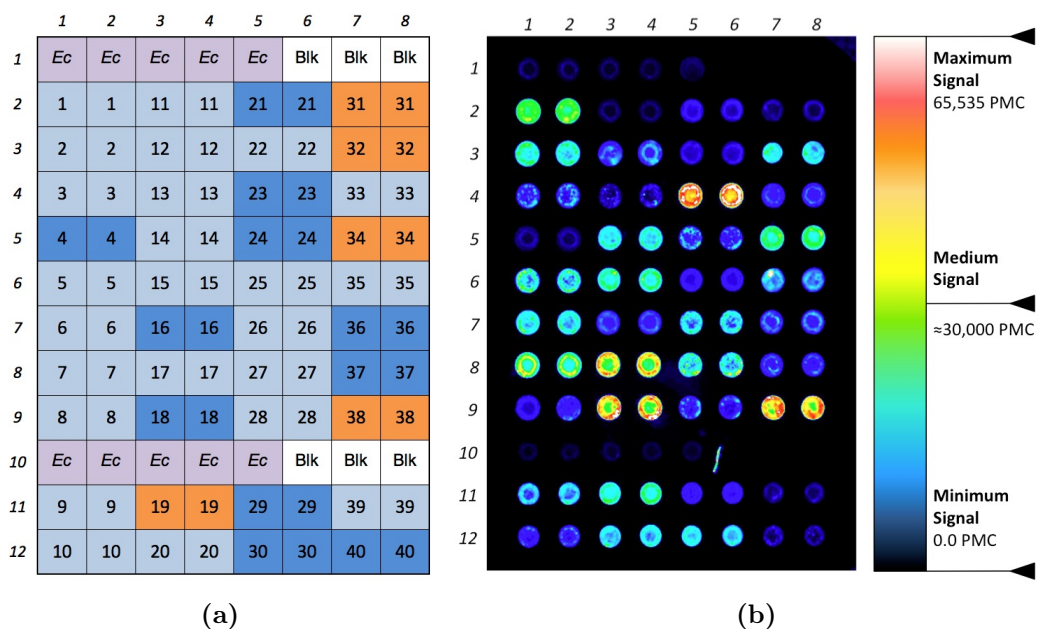 1 2 3 4 5 6 7 8
1 Ec Ec Ec Ec Ec Blk Blk Blk
2 1 1 11 11 21 21 31 31
3 2 2 12 12 22 22 32 32
4 3 3 13 13 23 23 33 33
5 4 4 14 14 24 24 34 34
6 5 5 15 15 25 25 35 35
7 6 6 16 16 26 26 36 36
8 7 7 17 17 27 27 37 37
9 8 8 18 18 28 28 38 38
10 Ec Ec Ec Ec Ec Blk Blk Blk
11 9 9 19 19 29 29 39 39
12 10 10 20 20 30 30 40 40
(a)
1 2 3 4 5 6 7 8
1
2
3
4
5
6
7
8
9
10
11
12
(b)
Maximum
Signal
65,535 PMC
Medium
Signal
≈30,000 PMC
Minimum
Signal
0.0 PMC